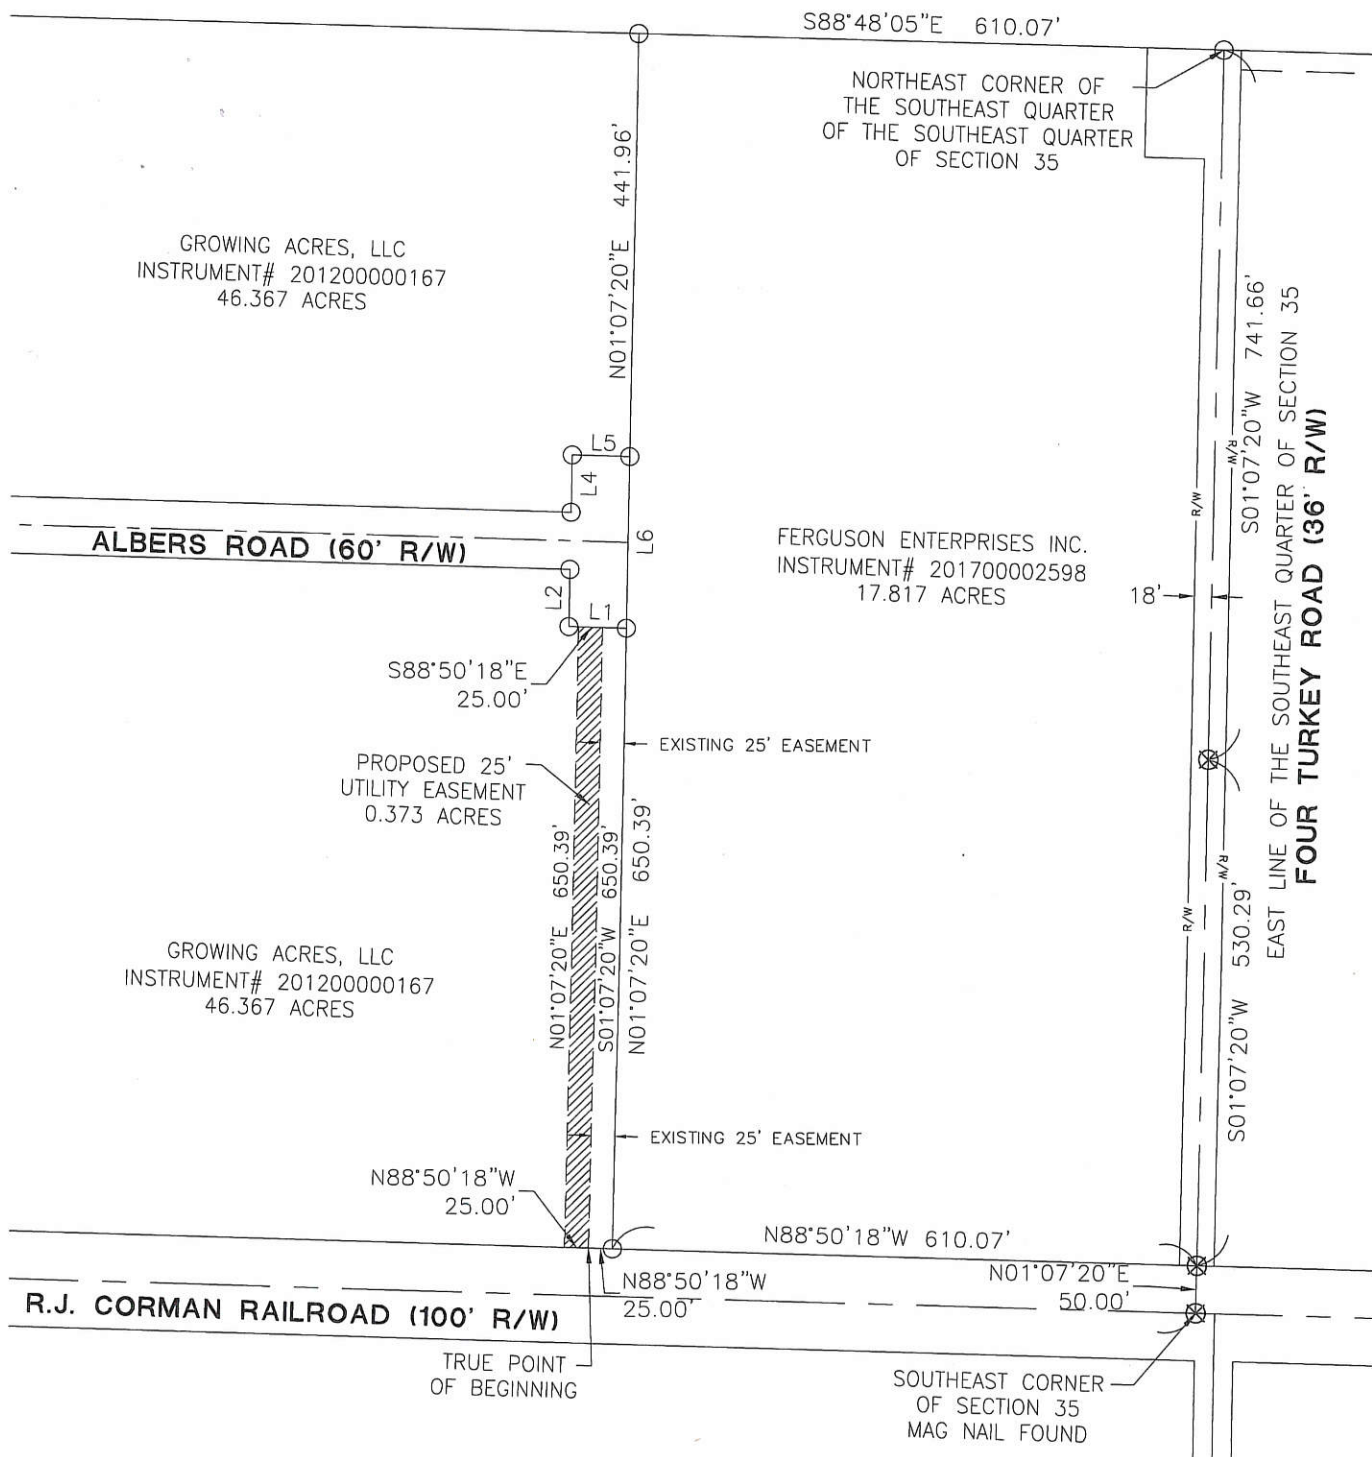 S88°48'05"E 610.07'
NORTHEAST CORNER OF
THE SOUTHEAST QUARTER
OF THE SOUTHEAST QUARTER
OF SECTION 35
N01°07'20"E 441.96'
GROWING ACRES, LLC
INSTRUMENT# 201200000167
46.367 ACRES
S01°07'20"W 741.66'
EAST LINE OF THE SOUTHEAST QUARTER OF SECTION 35
FOUR TURKEY ROAD (36' R/W)
R/W
R/W
L5
L4
L6
ALBERS ROAD (60' R/W)
FERGUSON ENTERPRISES INC.
INSTRUMENT# 201700002598
17.817 ACRES
18'
L2
L1
S88°50'18"E
25.00'
EXISTING 25' EASEMENT
PROPOSED 25'
UTILITY EASEMENT
0.373 ACRES
N01°07'20"E 650.39'
S01°07'20"W 650.39'
N01°07'20"E 650.39'
R/W
R/W
S01°07'20"W 530.29'
GROWING ACRES, LLC
INSTRUMENT# 201200000167
46.367 ACRES
EXISTING 25' EASEMENT
N88°50'18"W
25.00'
N88°50'18"W 610.07'
N88°50'18"W
25.00'
N01°07'20"E
50.00'
R.J. CORMAN RAILROAD (100' R/W)
TRUE POINT
OF BEGINNING
SOUTHEAST CORNER
OF SECTION 35
MAG NAIL FOUND